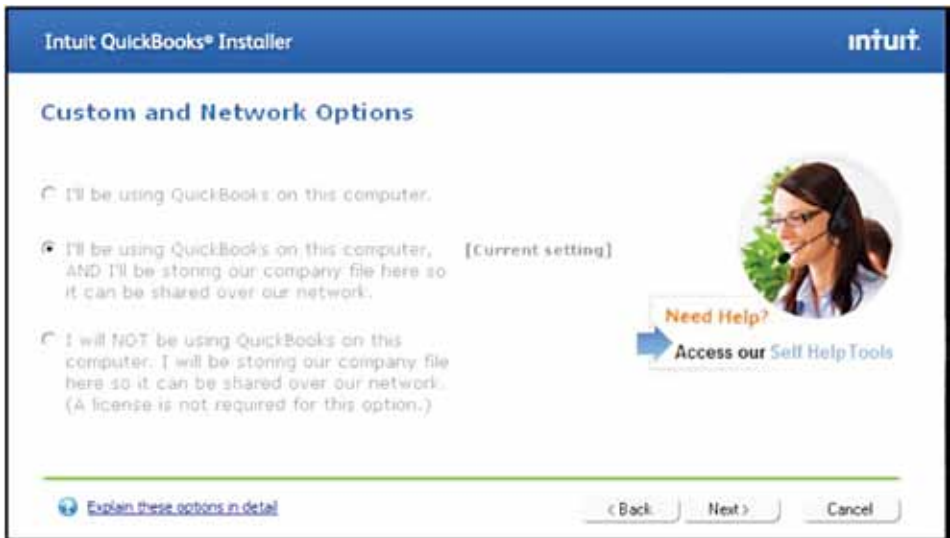 Intuit QuickBooks® Installer
intuit.
Custom and Network Options
I'll be using QuickBooks on this computer.
I'll be using QuickBooks on this computer, [Current setting]
AND I'll be storing our company file here so
it can be shared over our network.
I will NOT be using QuickBooks on this
computer. I will be storing our company file
here so it can be shared over our network.
(A license is not required for this option.)
Need Help?
Access our Self Help Tools
Explain these options in detail
< Back
Next >
Cancel